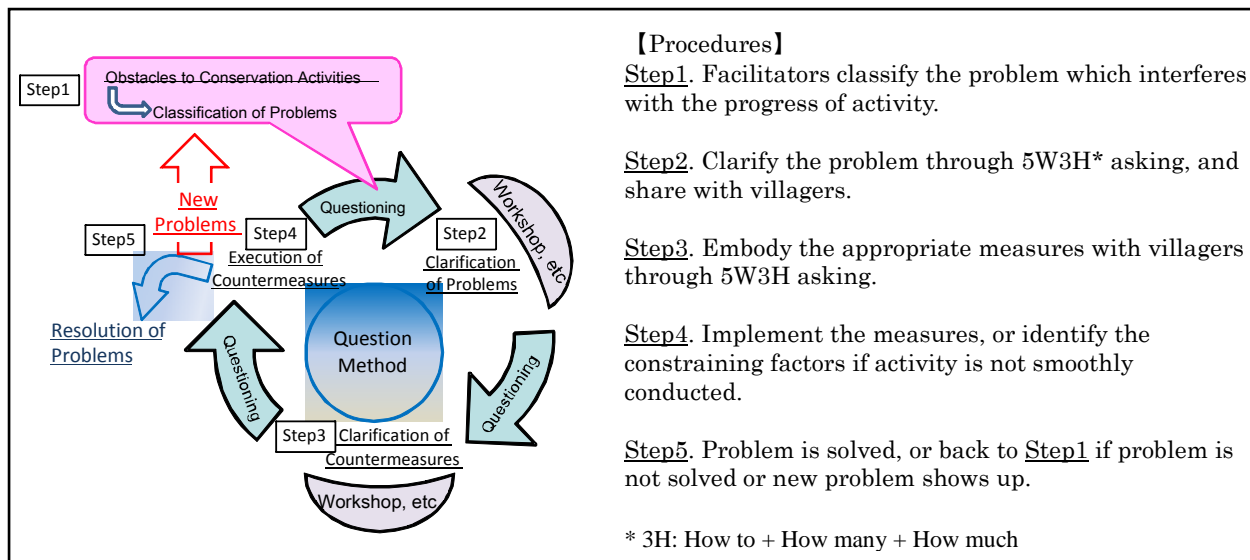 Step1
Obstacles to Conservation Activities
Classification of Problems
New
Problems
Questioning
Workshop, etc
Step5
Step4
Step2
Execution of
Countermeasures
Clarification
of Problems
Resolution of
Problems
Question
Method
Questioning
Questioning
Step3
Clarification of
Countermeasures
Workshop, etc
【Procedures】
Step1. Facilitators classify the problem which interferes
with the progress of activity.
Step2. Clarify the problem through 5W3H* asking, and
share with villagers.
Step3. Embody the appropriate measures with villagers
through 5W3H asking.
Step4. Implement the measures, or identify the
constraining factors if activity is not smoothly
conducted.
Step5. Problem is solved, or back to Step1 if problem is
not solved or new problem shows up.
* 3H: How to + How many + How much